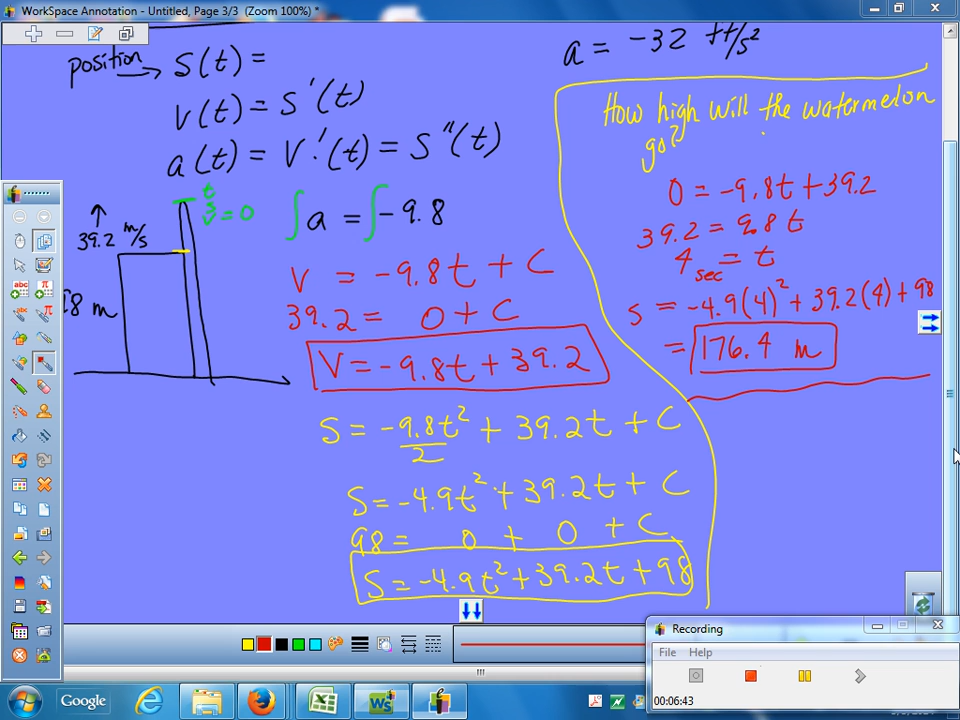 WorkSpace Annotation - Untitled, Page 3/3 (Zoom 100%) *
position → s(t) =
v(t) = s'(t)
a(t) = v'(t) = s''(t)
a = -32 ft/s²
How high will the watermelon
go?
0 = -9.8t + 39.2
39.2 = 9.8t
4 sec = t
s = -4.9(4)² + 39.2(4) + 98
= 176.4 m
39.2 m/s
98 m
t
v = 0
∫a = ∫-9.8
v = -9.8t + C
39.2 = 0 + C
v = -9.8t + 39.2
s = -9.8t²/2 + 39.2t + C
s = -4.9t² + 39.2t + C
98 = 0 + 0 + C
s = -4.9t² + 39.2t + 98
abc
π
abc
π
Recording
File Help
00:06:43
Google
Ws